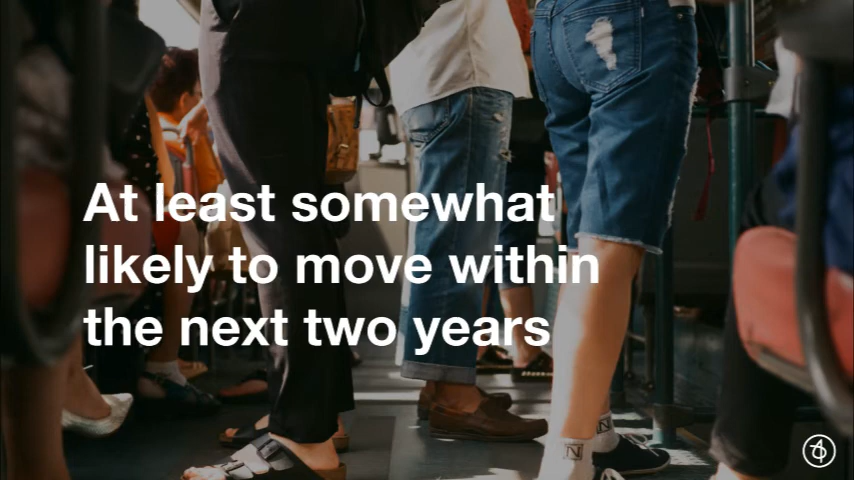 At least somewhat
likely to move within
the next two years
N
N